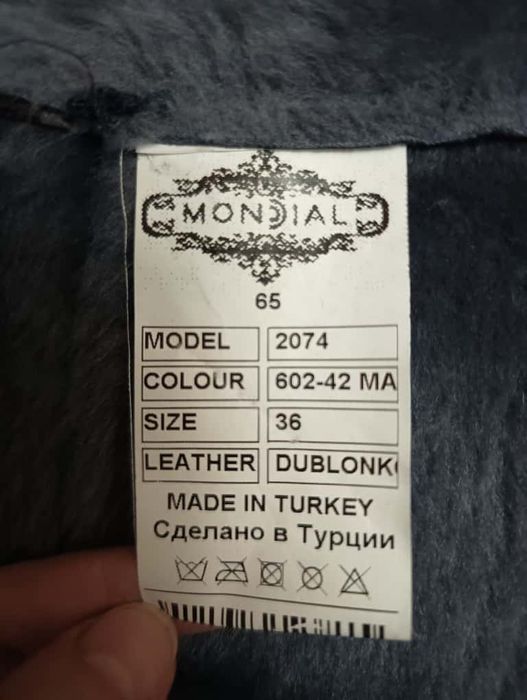 MONDIAL
65
MODEL 2074
COLOUR 602-42 MA
SIZE 36
LEATHER DUBLONK
MADE IN TURKEY
Сделано в Турции